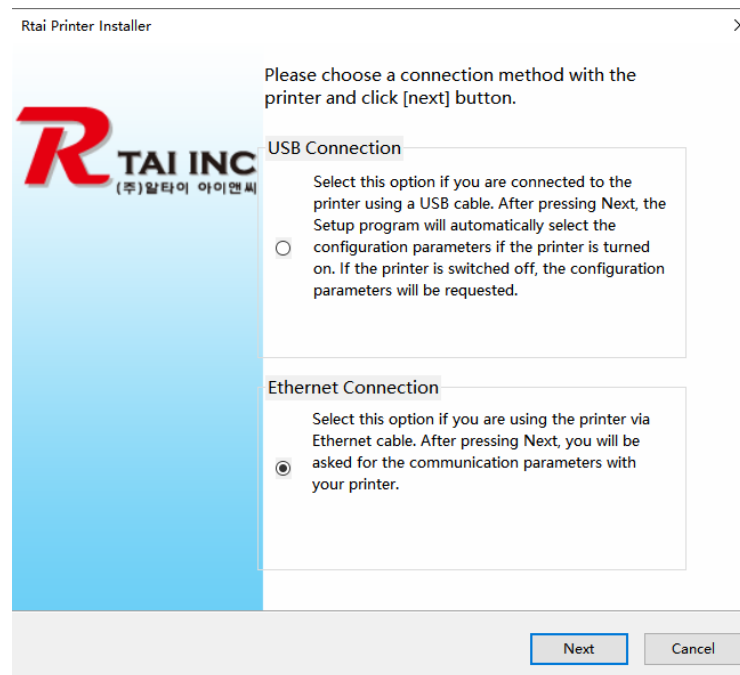 Rtai Printer Installer
Please choose a connection method with the
printer and click [next] button.
RTAI INC
(주)알타이 아이앤씨
USB Connection
Select this option if you are connected to the
printer using a USB cable. After pressing Next, the
Setup program will automatically select the
configuration parameters if the printer is turned
on. If the printer is switched off, the configuration
parameters will be requested.
Ethernet Connection
Select this option if you are using the printer via
Ethernet cable. After pressing Next, you will be
asked for the communication parameters with
your printer.
Next
Cancel